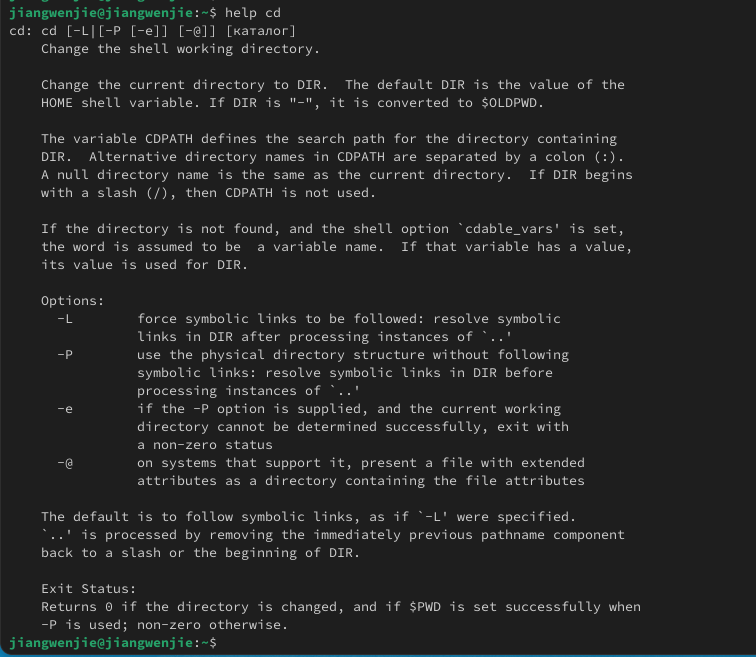 jiangwenjie@jiangwenjie:~$ help cd
cd: cd [-L|[-P [-e]] [-@]] [каталог]
    Change the shell working directory.

    Change the current directory to DIR.  The default DIR is the value of the
    HOME shell variable. If DIR is "-", it is converted to $OLDPWD.

    The variable CDPATH defines the search path for the directory containing
    DIR.  Alternative directory names in CDPATH are separated by a colon (:).
    A null directory name is the same as the current directory.  If DIR begins
    with a slash (/), then CDPATH is not used.

    If the directory is not found, and the shell option `cdable_vars' is set,
    the word is assumed to be  a variable name.  If that variable has a value,
    its value is used for DIR.

    Options:
      -L        force symbolic links to be followed: resolve symbolic
                links in DIR after processing instances of `..'
      -P        use the physical directory structure without following
                symbolic links: resolve symbolic links in DIR before
                processing instances of `..'
      -e        if the -P option is supplied, and the current working
                directory cannot be determined successfully, exit with
                a non-zero status
      -@        on systems that support it, present a file with extended
                attributes as a directory containing the file attributes

    The default is to follow symbolic links, as if `-L' were specified.
    `..' is processed by removing the immediately previous pathname component
    back to a slash or the beginning of DIR.

    Exit Status:
    Returns 0 if the directory is changed, and if $PWD is set successfully when
    -P is used; non-zero otherwise.
jiangwenjie@jiangwenjie:~$